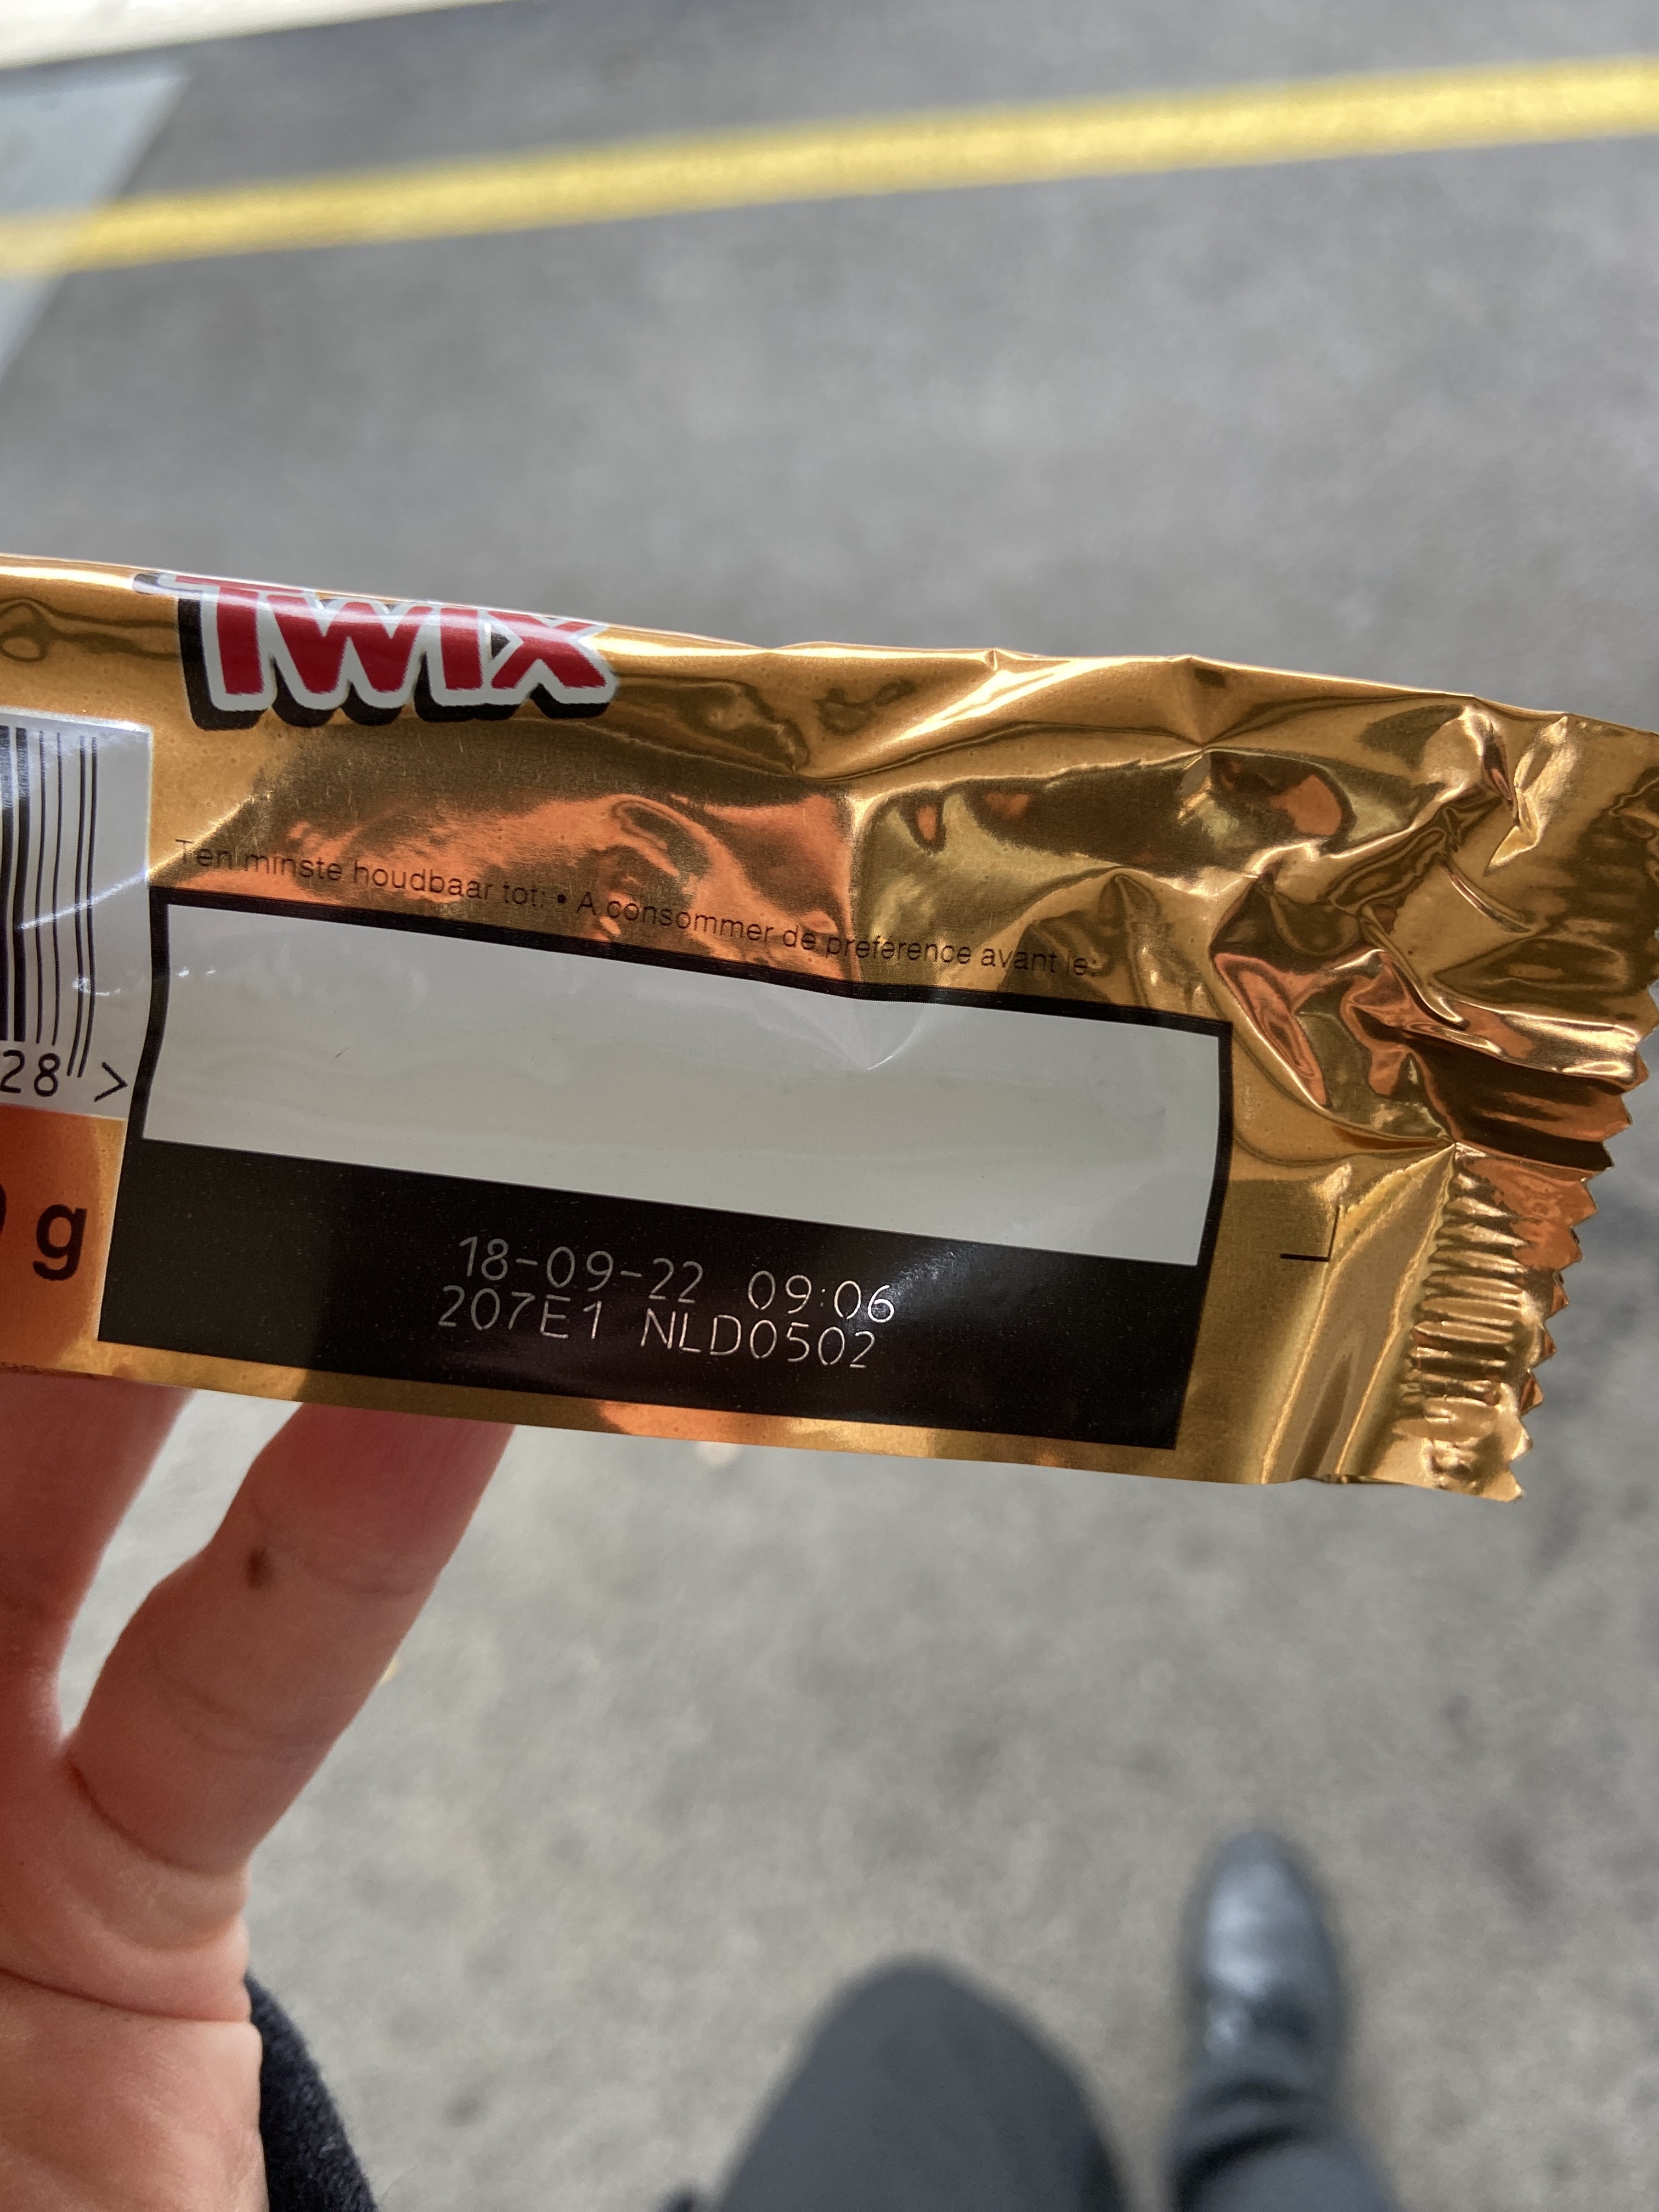 TWIX
Ten minste houdbaar tot: • A consommer de préférence avant le:
28 >
g
18-09-22 09:06
207E1 NLD0502